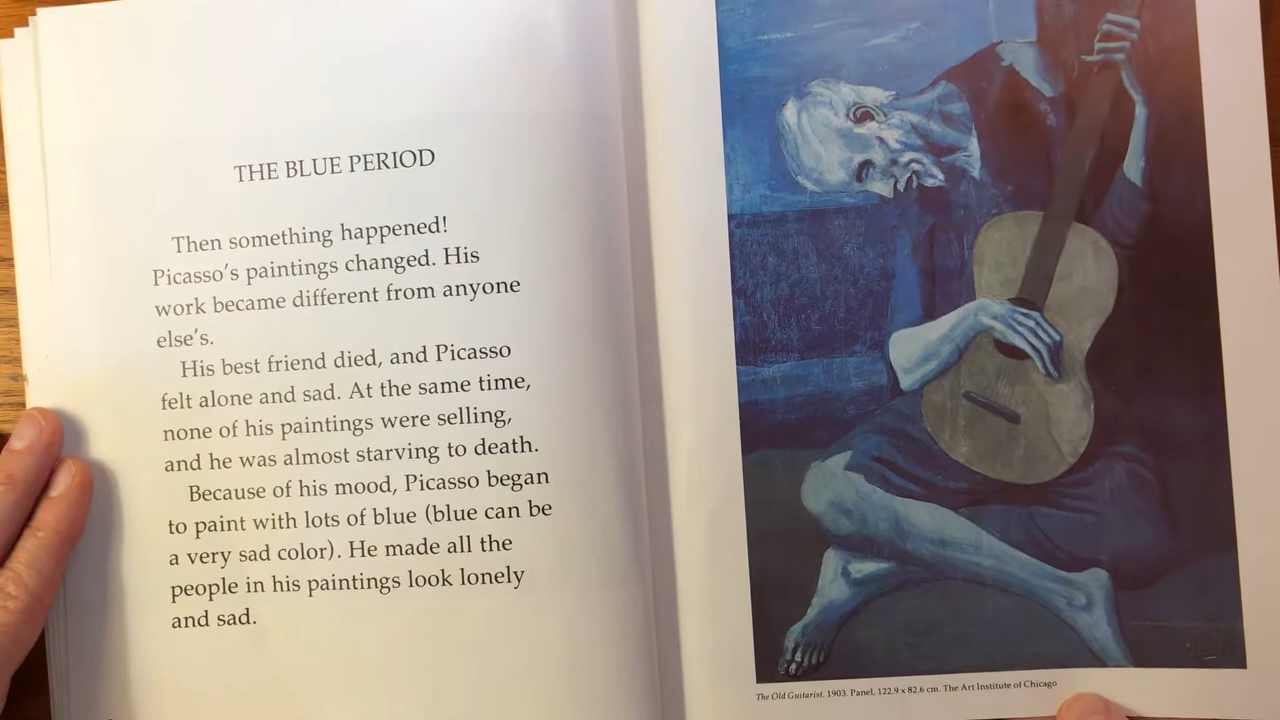 THE BLUE PERIOD
Then something happened!
Picasso's paintings changed. His
work became different from anyone
else's.
His best friend died, and Picasso
felt alone and sad. At the same time,
none of his paintings were selling,
and he was almost starving to death.
Because of his mood, Picasso began
to paint with lots of blue (blue can be
a very sad color). He made all the
people in his paintings look lonely
and sad.
The Old Guitarist. 1903. Panel, 122.9 x 82.6 cm. The Art Institute of Chicago